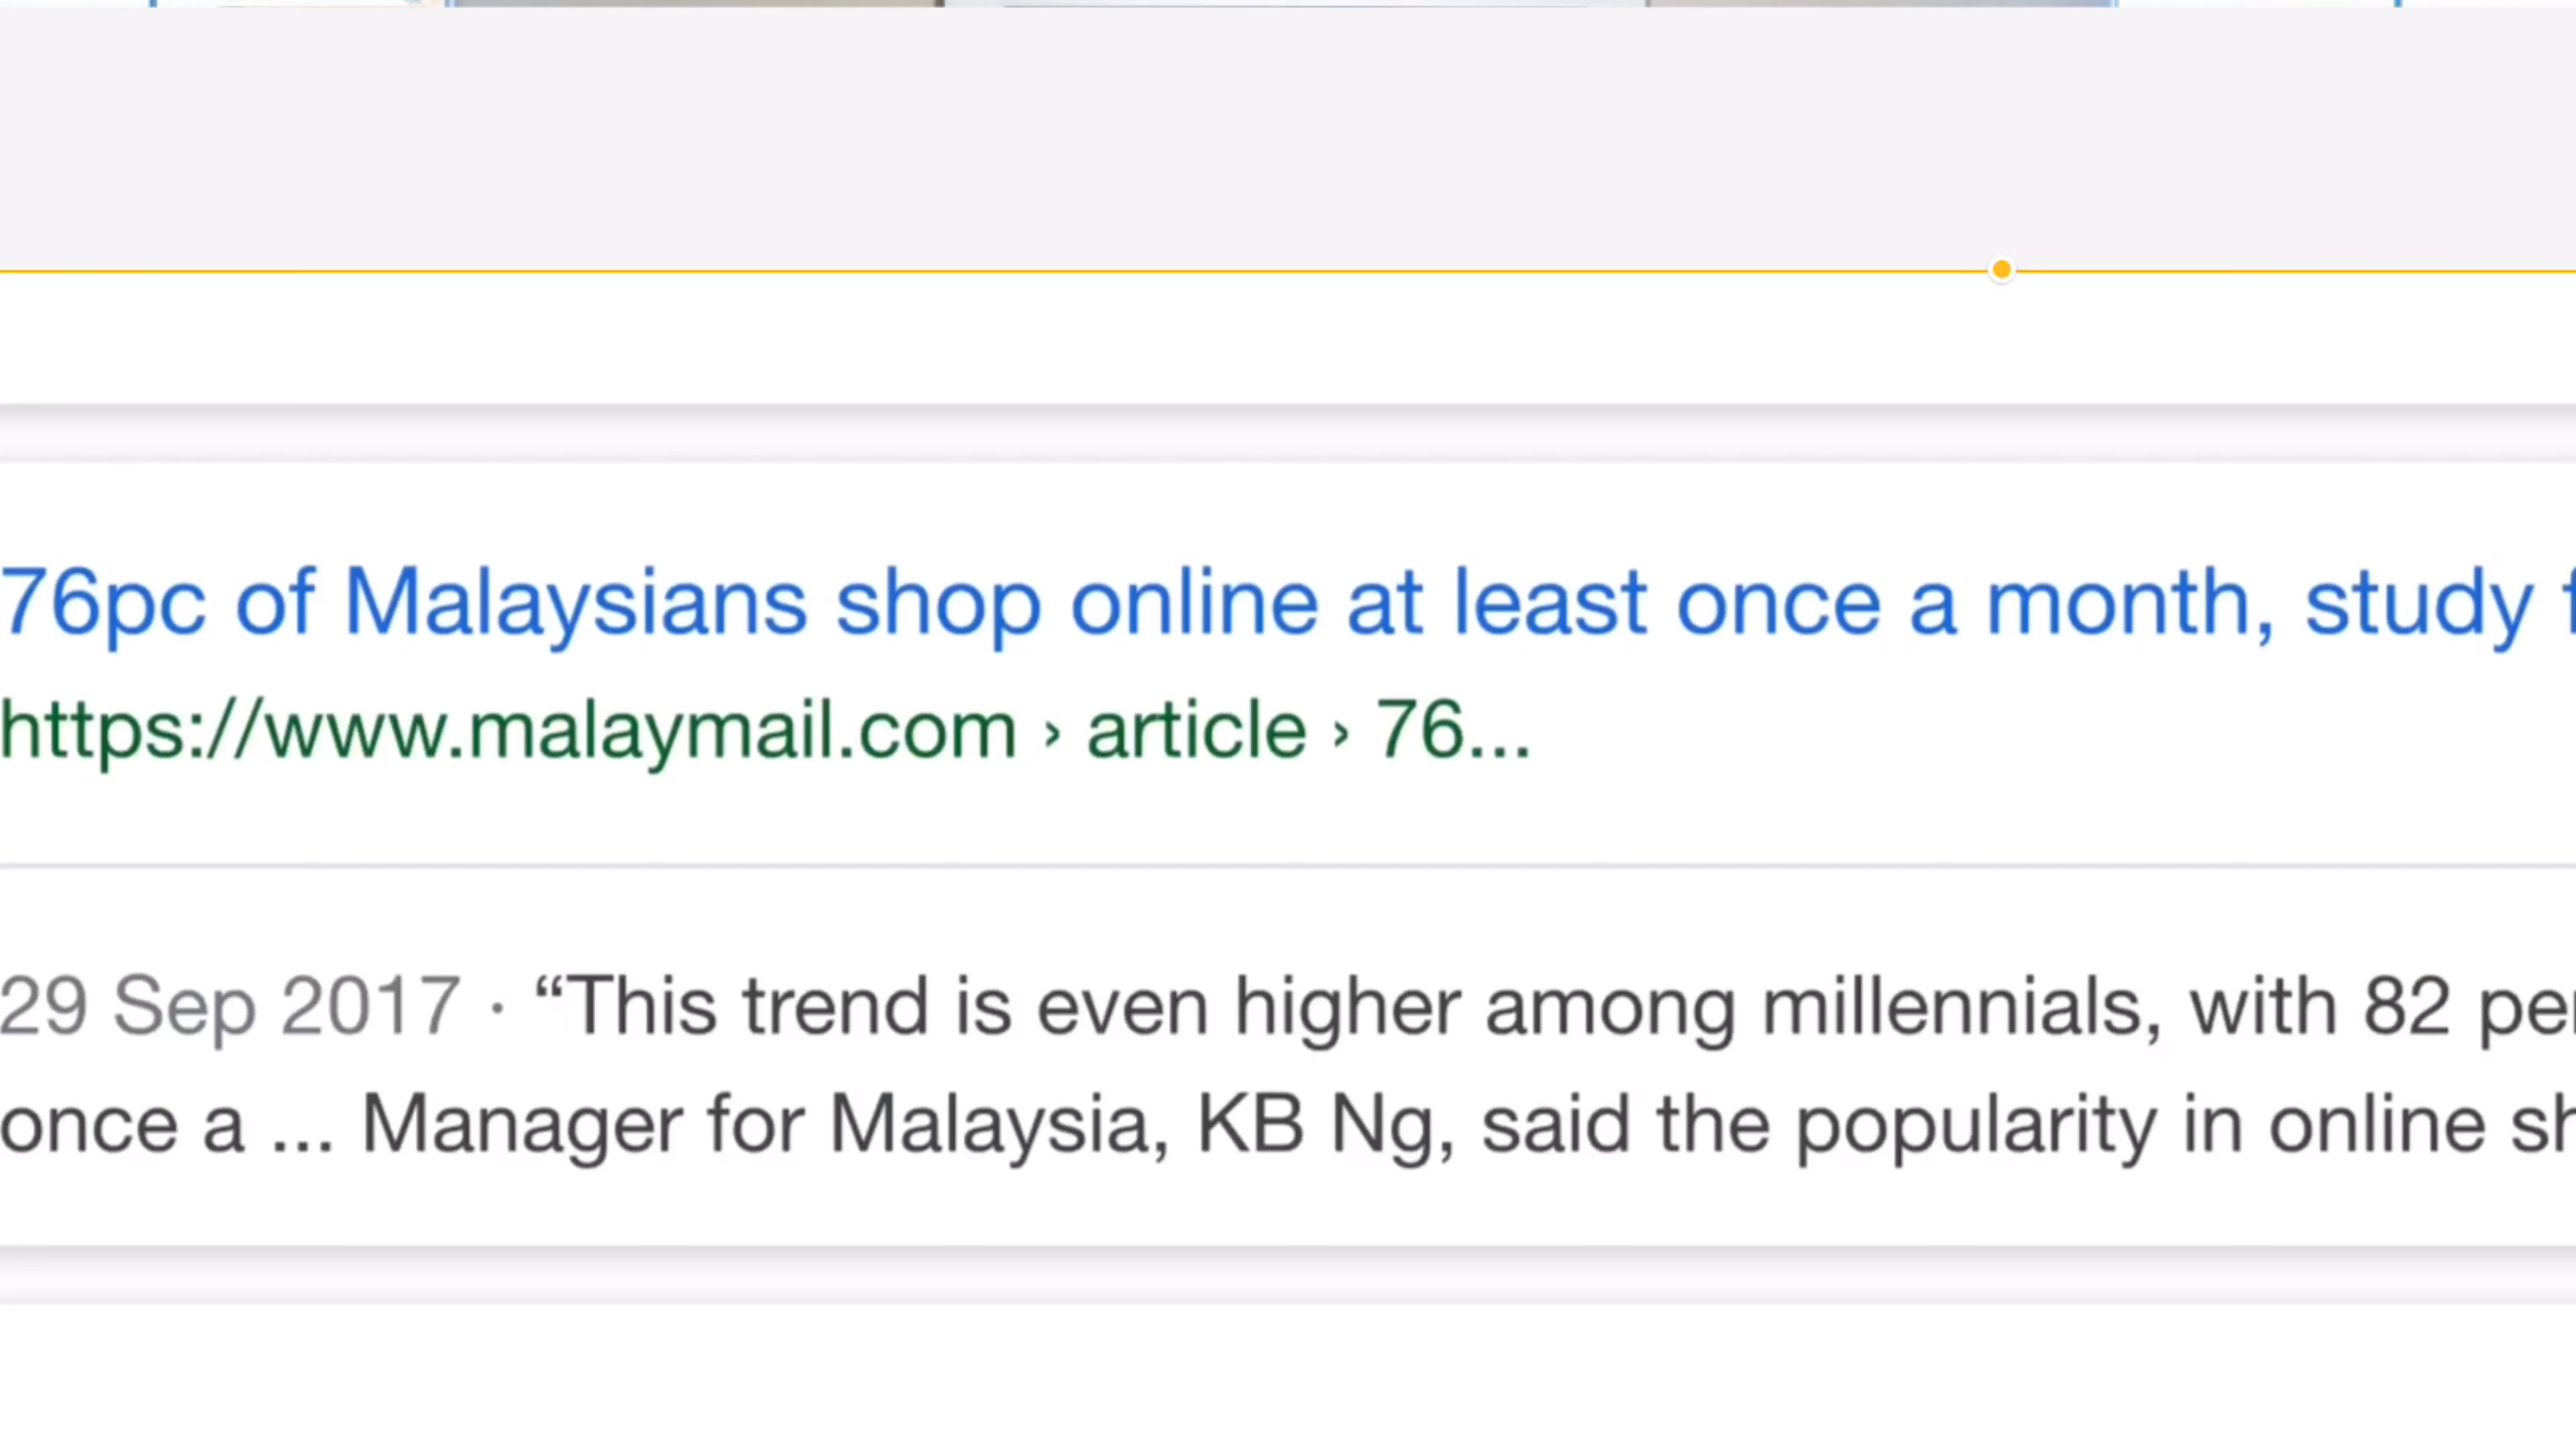 76pc of Malaysians shop online at least once a month, study
https://www.malaymail.com › article › 76...
29 Sep 2017 · “This trend is even higher among millennials, with 82
once a ... Manager for Malaysia, KB Ng, said the popularity in online